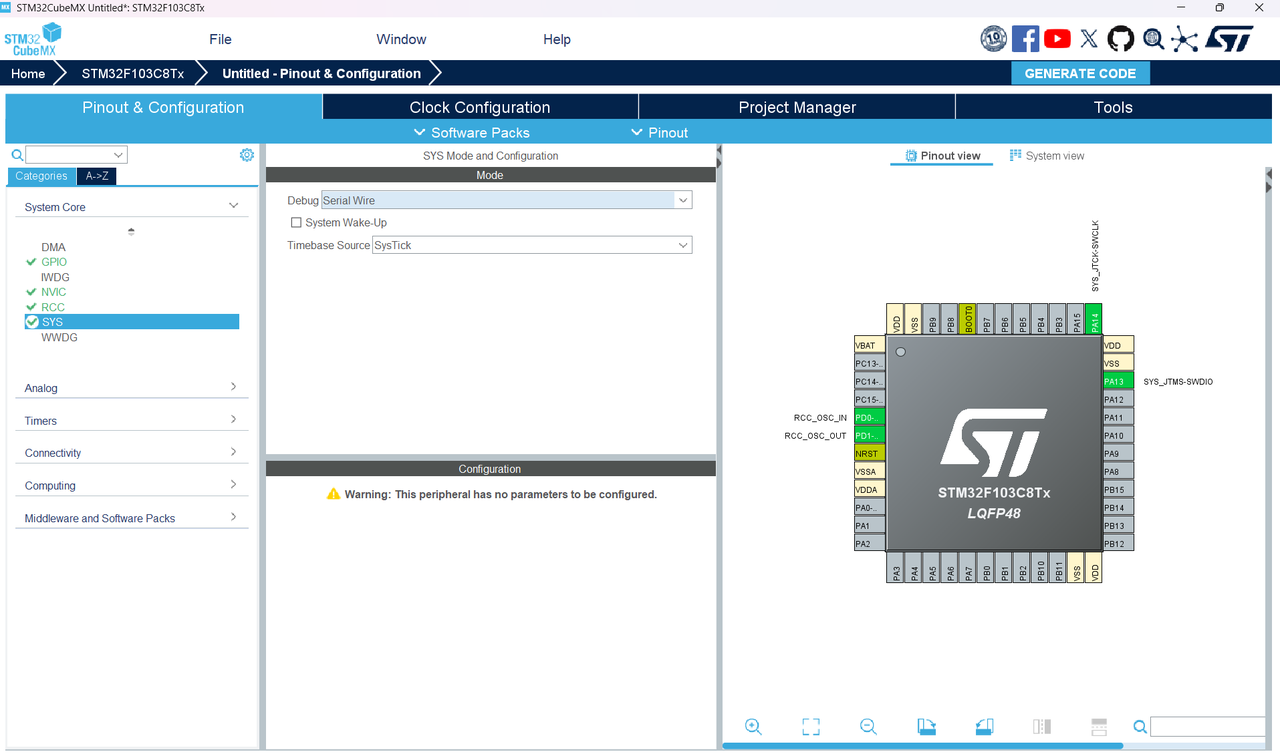 MX STM32CubeMX Untitled*: STM32F103C8Tx
STM32
CubeMX
File Window Help
10
Home STM32F103C8Tx Untitled - Pinout & Configuration GENERATE CODE
Pinout & Configuration Clock Configuration Project Manager Tools
Software Packs Pinout
SYS Mode and Configuration
Mode
Categories A->Z
System Core
DMA
GPIO
IWDG
NVIC
RCC
SYS
WWDG
Analog
Timers
Connectivity
Computing
Middleware and Software Packs
Debug Serial Wire
System Wake-Up
Timebase Source SysTick
Configuration
Warning: This peripheral has no parameters to be configured.
Pinout view System view
SYS_JTCK-SWCLK
VDD VSS PB9 PB8 BOOT0 PB7 PB6 PB5 PB4 PB3 PA15 PA14
VBAT
PC13-..
PC14-..
PC15-..
RCC_OSC_IN PD0-..
RCC_OSC_OUT PD1-..
NRST
VSSA
VDDA
PA0-..
PA1
PA2
VDD
VSS
PA13 SYS_JTMS-SWDIO
PA12
PA11
PA10
PA9
PA8
PB15
PB14
PB13
PB12
ST
STM32F103C8Tx
LQFP48
PA3 PA4 PA5 PA6 PA7 PB0 PB1 PB2 PB10 PB11 VSS VDD